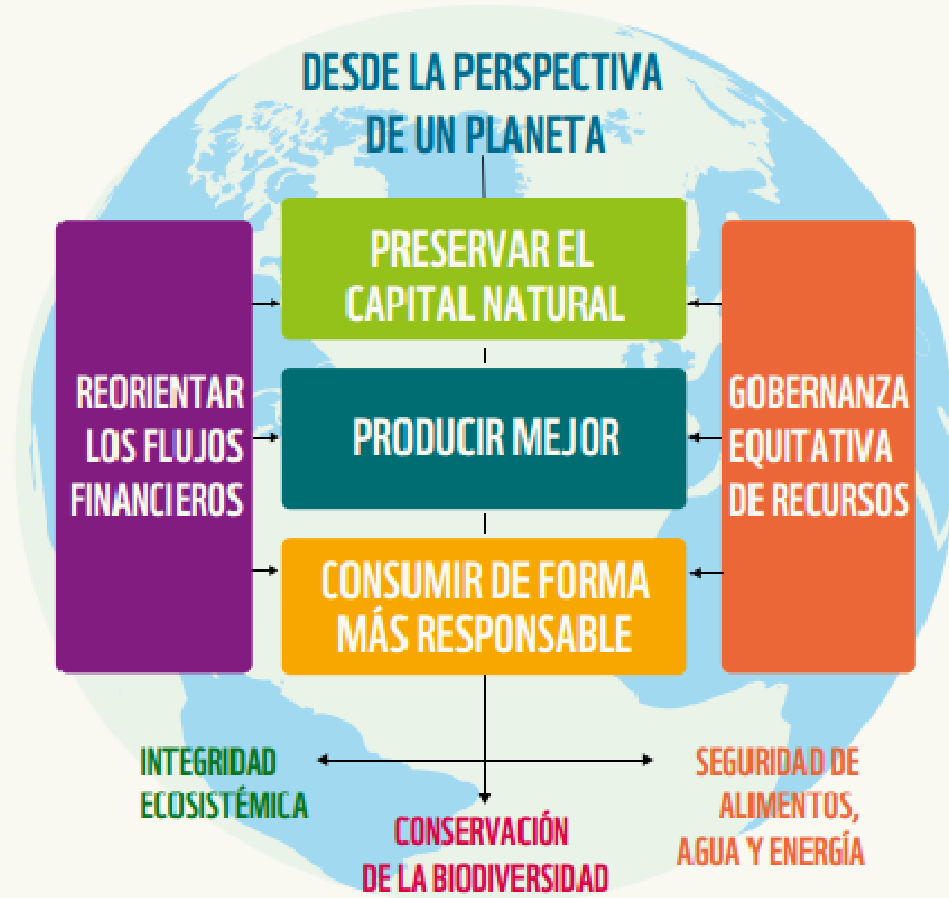 DESDE LA PERSPECTIVA
DE UN PLANETA
PRESERVAR EL
CAPITAL NATURAL
REORIENTAR
LOS FLUJOS
FINANCIEROS
PRODUCIR MEJOR
GOBERNANZA
EQUITATIVA
DE RECURSOS
CONSUMIR DE FORMA
MÁS RESPONSABLE
INTEGRIDAD
ECOSISTÉMICA
CONSERVACIÓN
DE LA BIODIVERSIDAD
SEGURIDAD DE
ALIMENTOS,
AGUA Y ENERGÍA